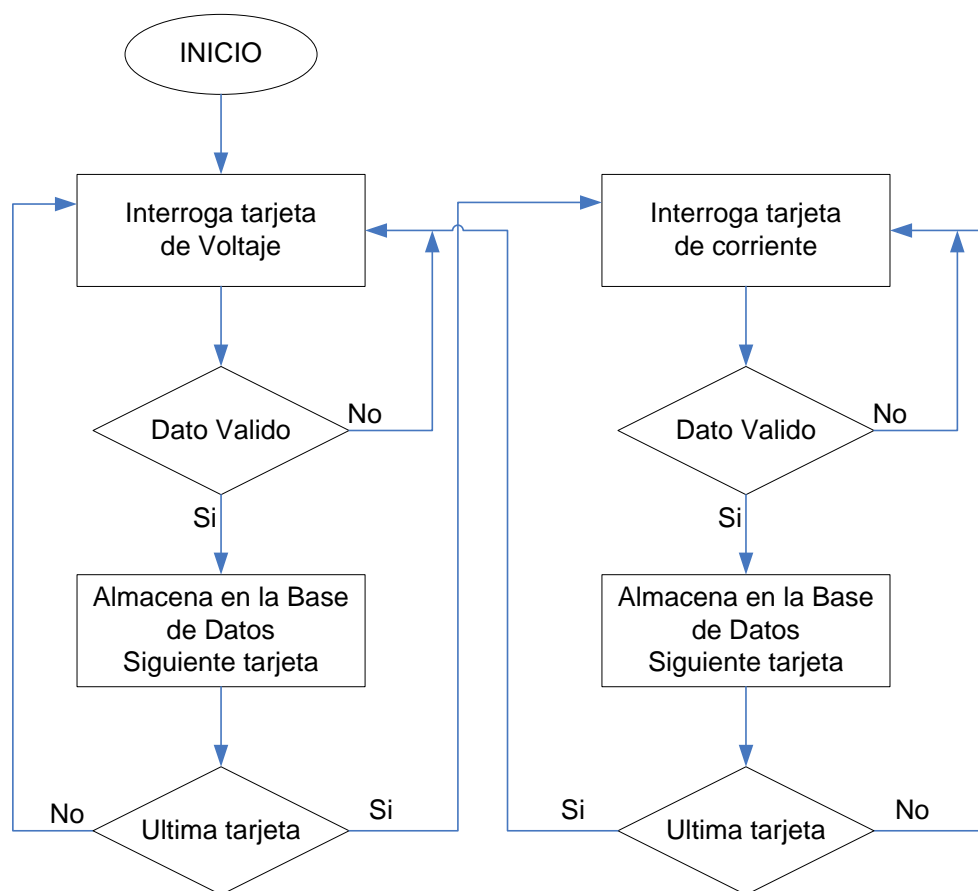 INICIO
Interroga tarjeta
de Voltaje
Dato Valido
No
Si
Almacena en la Base
de Datos
Siguiente tarjeta
Ultima tarjeta
No
Si
Interroga tarjeta
de corriente
Dato Valido
No
Si
Almacena en la Base
de Datos
Siguiente tarjeta
Ultima tarjeta
Si
No